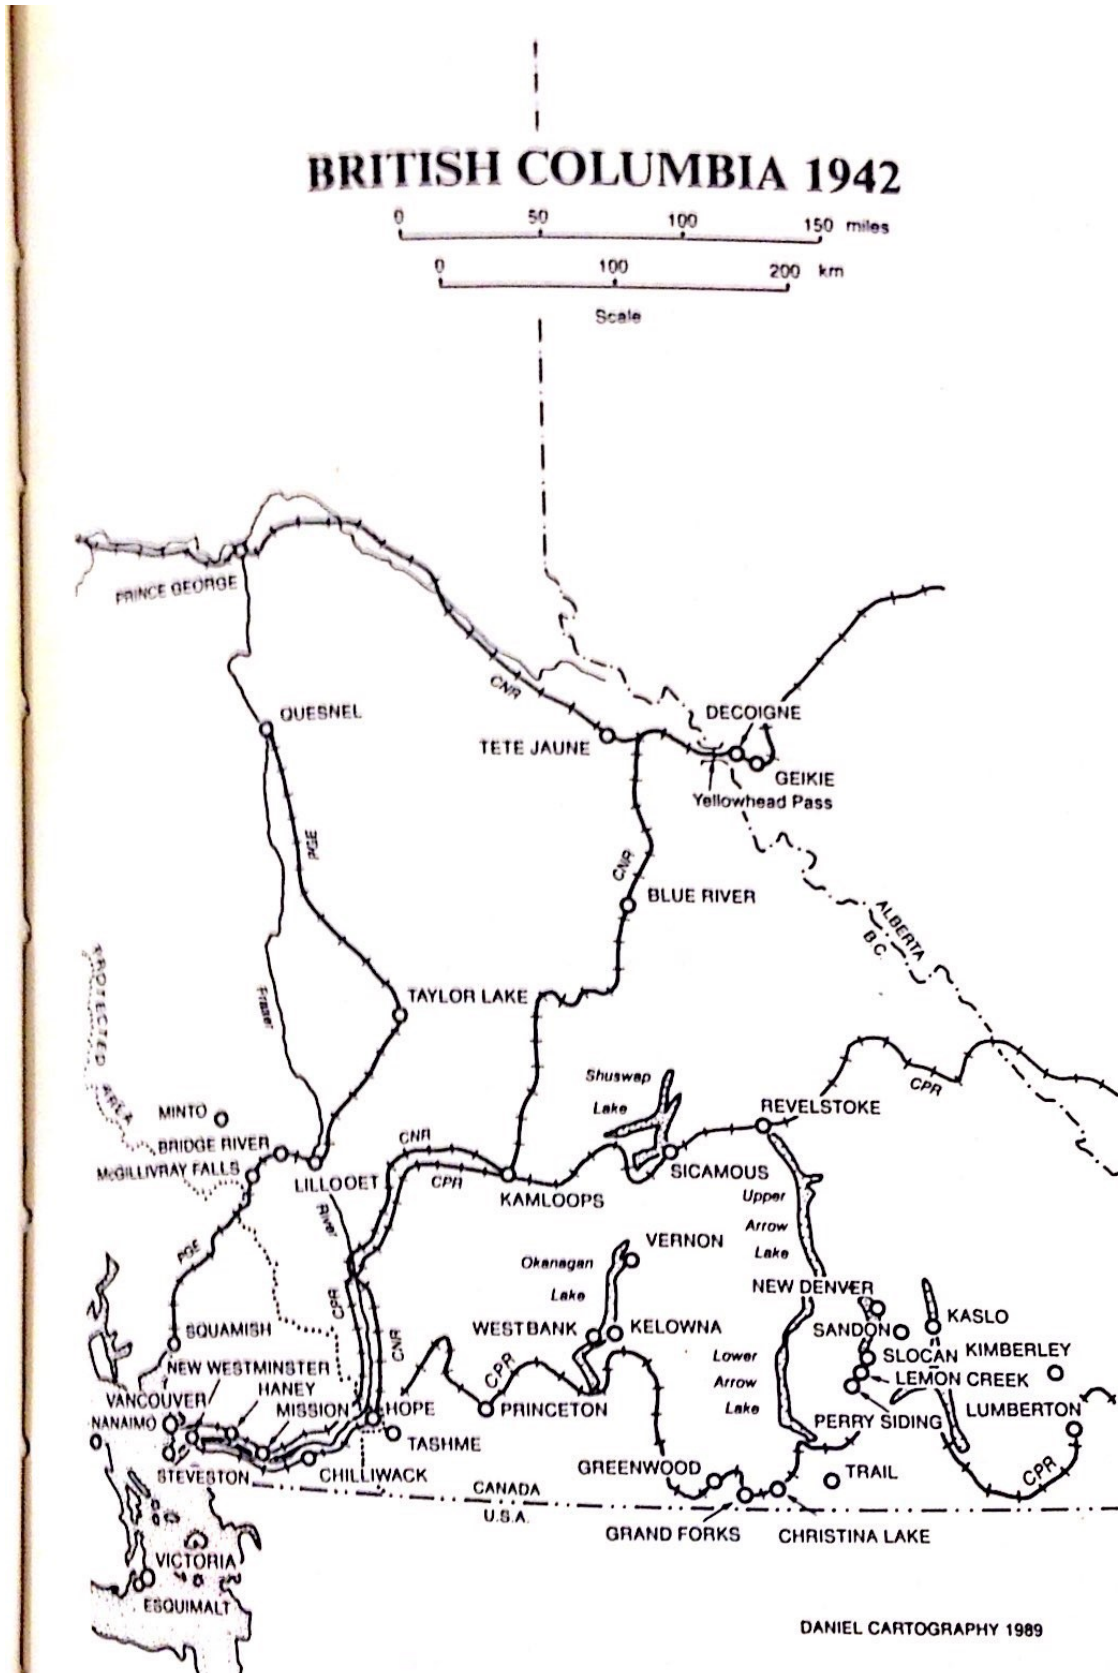 BRITISH COLUMBIA 1942
0 50 100 150 miles
0 100 200 km
Scale
PRINCE GEORGE
CNR
QUESNEL
DECOIGNE
TETE JAUNE
GEIKIE
Yellowhead Pass
PGE
CNR
BLUE RIVER
ALBERTA
B.C.
PROTECTED
AREA
Fraser
TAYLOR LAKE
Shuswap
Lake
CPR
MINTO
REVELSTOKE
BRIDGE RIVER
CNR
McGILLIVRAY FALLS
LILLOOET
CPR
KAMLOOPS
SICAMOUS
River
Upper
Arrow
Lake
PGE
VERNON
Okanagan
Lake
NEW DENVER
CPR
CNR
KASLO
SQUAMISH
WESTBANK
KELOWNA
SANDON
KIMBERLEY
SLOCAN
Lower
Arrow
Lake
NEW WESTMINSTER
CPR
LEMON CREEK
HANEY
VANCOUVER
MISSION
HOPE
PRINCETON
PERRY SIDING
LUMBERTON
NANAIMO
TASHME
STEVESTON
CHILLIWACK
GREENWOOD
TRAIL
CPR
CANADA
U.S.A.
GRAND FORKS
CHRISTINA LAKE
VICTORIA
ESQUIMALT
DANIEL CARTOGRAPHY 1989